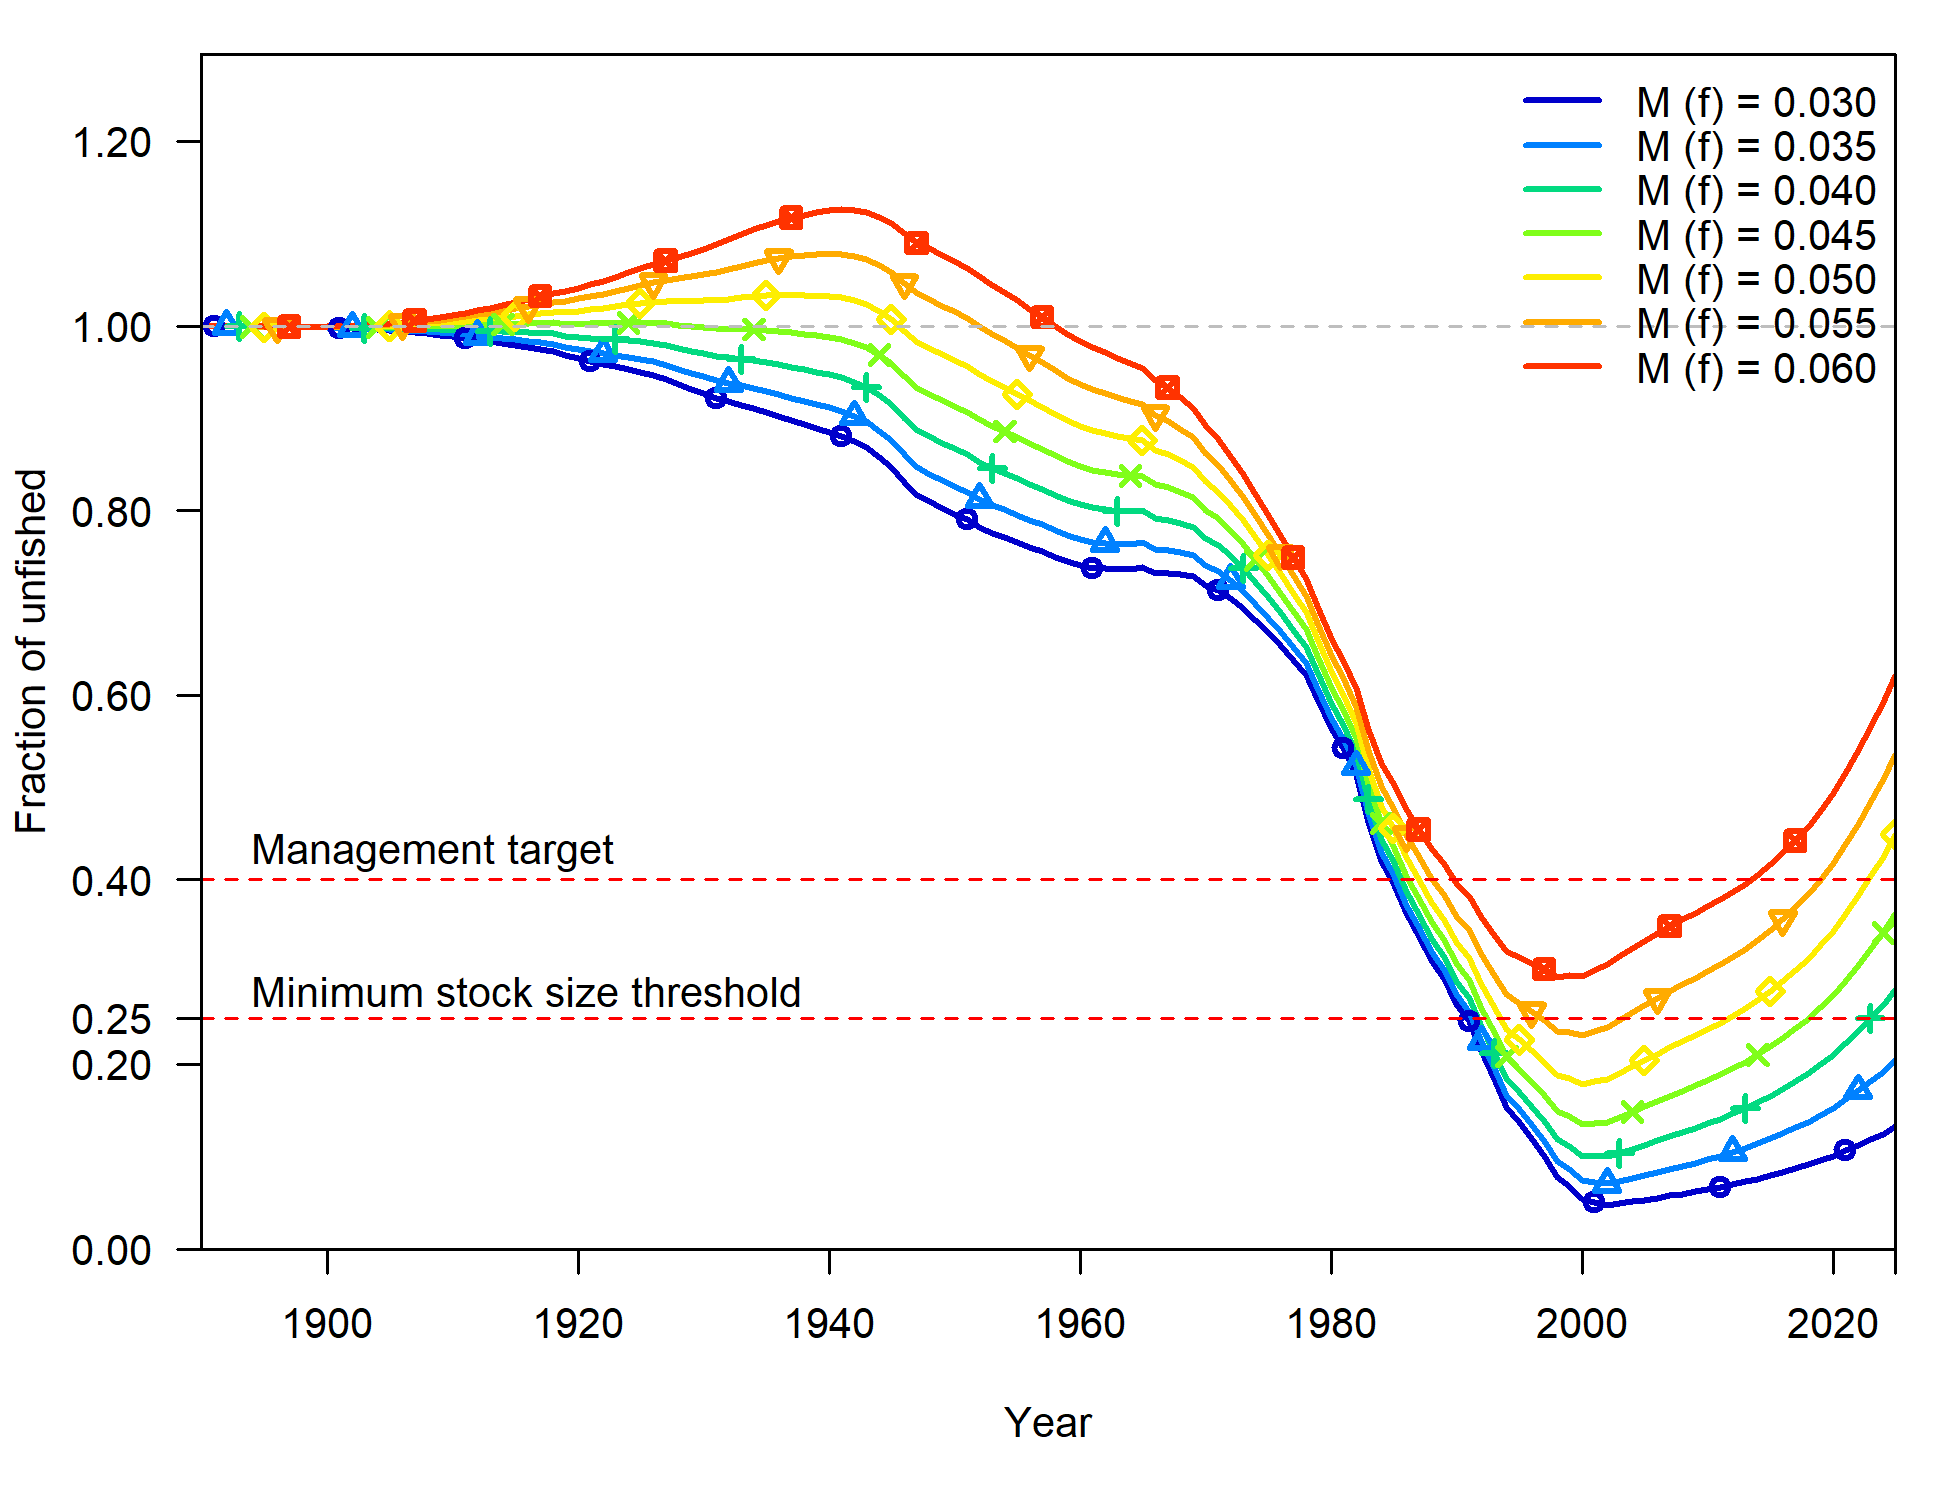 M (f) = 0.030
M (f) = 0.035
M (f) = 0.040
M (f) = 0.045
M (f) = 0.050
M (f) = 0.055
M (f) = 0.060
1.20
1.00
0.80
0.60
0.40
0.25
0.20
0.00
Fraction of unfished
Management target
Minimum stock size threshold
1900 1920 1940 1960 1980 2000 2020
Year